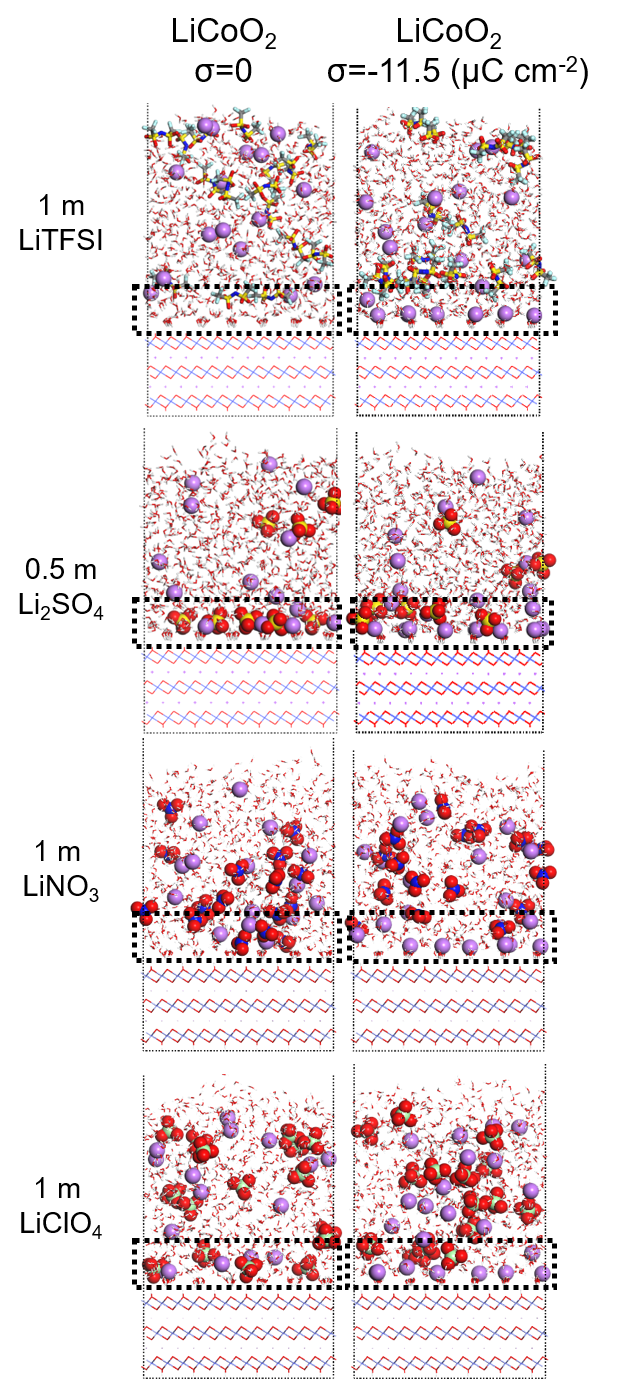 LiCoO₂ LiCoO₂
σ=0 σ=-11.5 (μC cm⁻²)
1 m
LiTFSI
0.5 m
Li₂SO₄
1 m
LiNO₃
1 m
LiClO₄